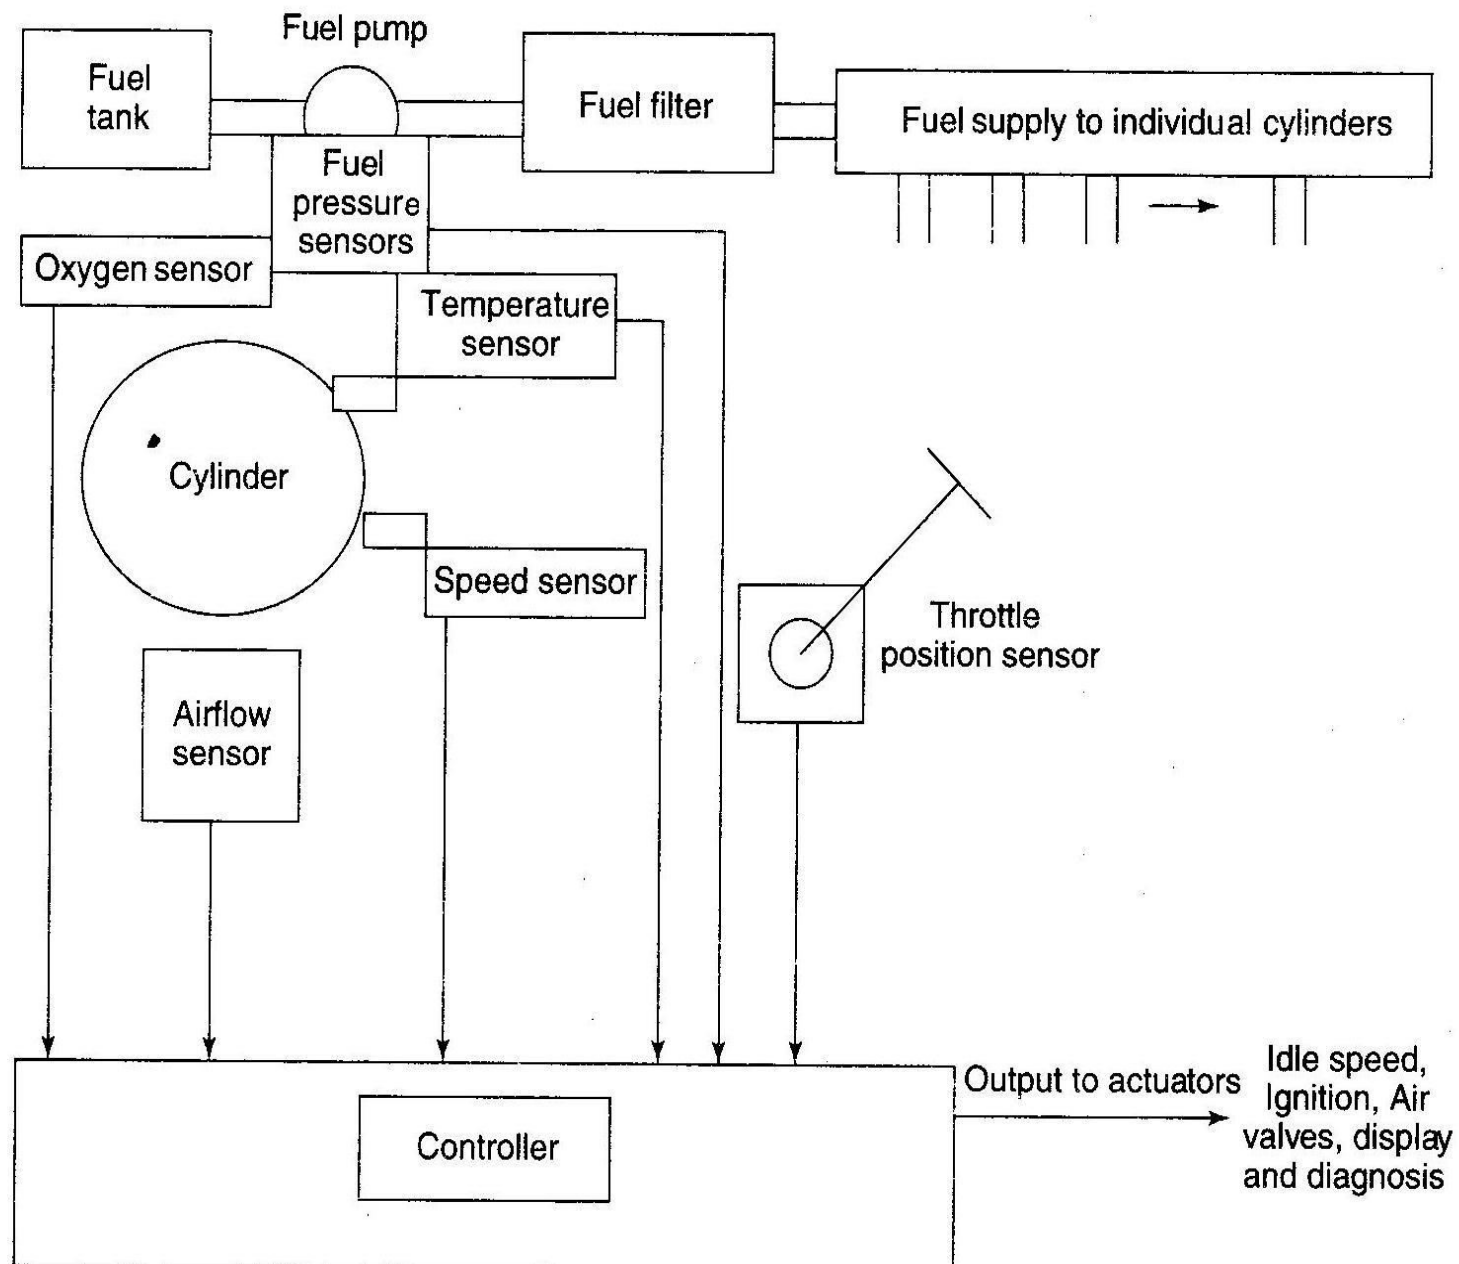 Fuel pump
Fuel
tank
Fuel filter
Fuel supply to individual cylinders
Fuel
pressure
sensors
Oxygen sensor
Temperature
sensor
Cylinder
Speed sensor
Throttle
position sensor
Airflow
sensor
Controller
Output to actuators
Idle speed,
Ignition, Air
valves, display
and diagnosis